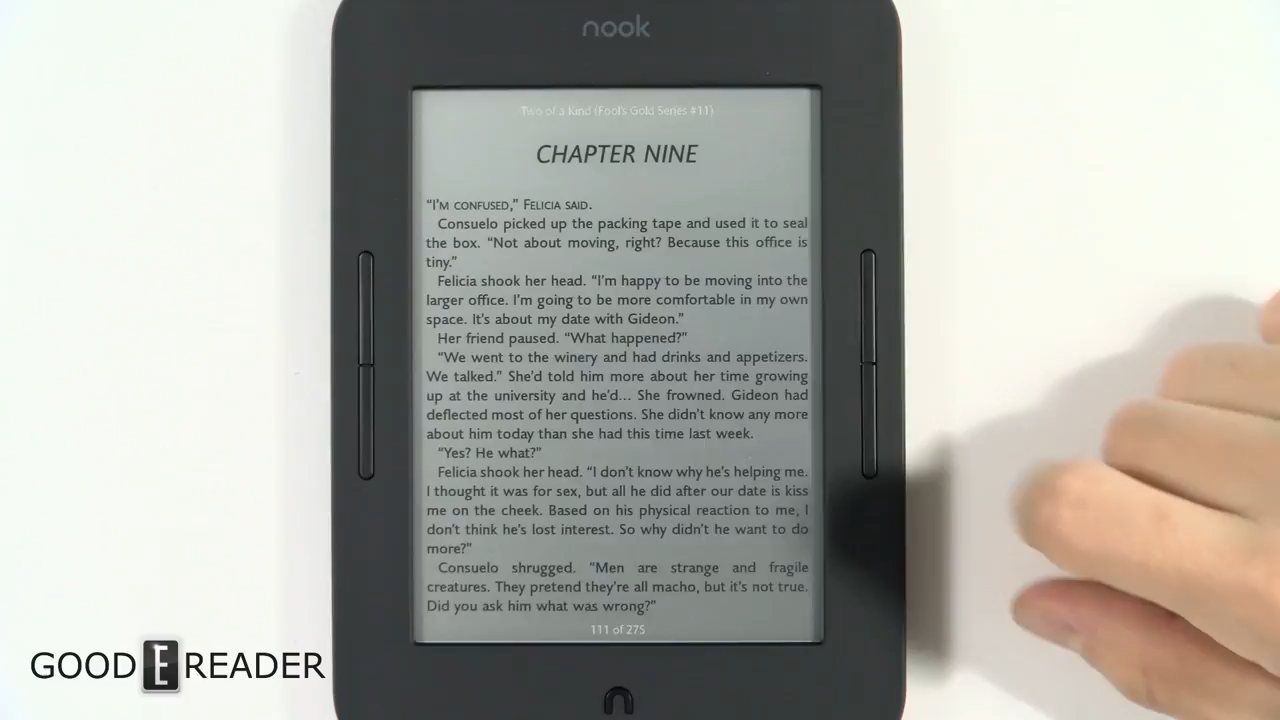 nook
Two of a Kind (Fool's Gold Series #11)
CHAPTER NINE
“I'M CONFUSED,” FELICIA SAID.
Consuelo picked up the packing tape and used it to seal
the box. “Not about moving, right? Because this office is
tiny.”
Felicia shook her head. “I'm happy to be moving into the
larger office. I'm going to be more comfortable in my own
space. It's about my date with Gideon.”
Her friend paused. “What happened?”
“We went to the winery and had drinks and appetizers.
We talked.” She'd told him more about her time growing
up at the university and he'd… She frowned. Gideon had
deflected most of her questions. She didn't know any more
about him today than she had this time last week.
“Yes? He what?”
Felicia shook her head. “I don't know why he's helping me.
I thought it was for sex, but all he did after our date is kiss
me on the cheek. Based on his physical reaction to me, I
don't think he's lost interest. So why didn't he want to do
more?”
Consuelo shrugged. “Men are strange and fragile
creatures. They pretend they're all macho, but it's not true.
Did you ask him what was wrong?”
111 of 275
GOOD E READER